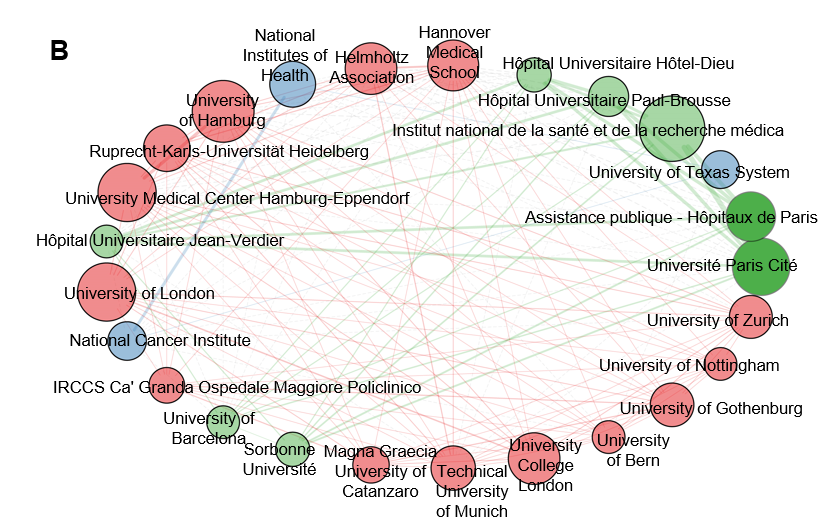 B
National
Institutes of
Health
Helmholtz
Association
Hannover
Medical
School
Hôpital Universitaire Hôtel-Dieu
Hôpital Universitaire Paul-Brousse
Institut national de la santé et de la recherche médica
University of Texas System
Assistance publique - Hôpitaux de Paris
Université Paris Cité
University of Zurich
University of Nottingham
University of Gothenburg
University
of Bern
University
College
London
Technical
University
of Munich
Magna Graecia
University of
Catanzaro
Sorbonne
Université
University of
Barcelona
IRCCS Ca' Granda Ospedale Maggiore Policlinico
National Cancer Institute
University of London
Hôpital Universitaire Jean-Verdier
University Medical Center Hamburg-Eppendorf
Ruprecht-Karls-Universität Heidelberg
University
of Hamburg